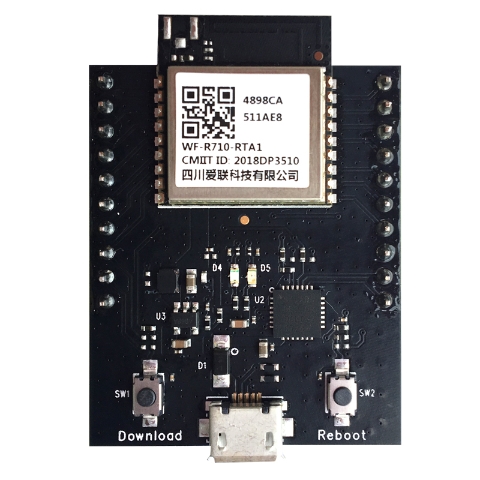 4898CA
511AE8
WF-R710-RTA1
CMIIT ID: 2018DP3510
四川爱联科技有限公司
D4 D5
U2
U3
D1
SW1 SW2
Download Reboot